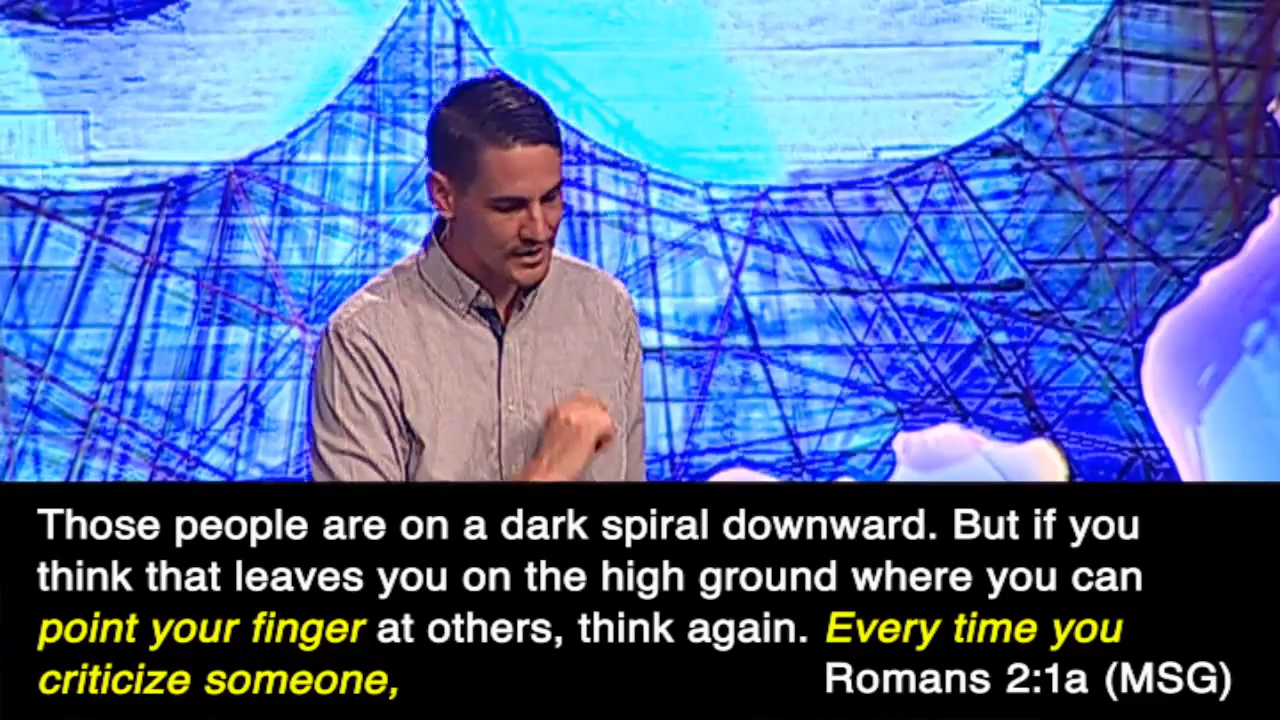 Those people are on a dark spiral downward. But if you
think that leaves you on the high ground where you can
point your finger at others, think again. Every time you
criticize someone, Romans 2:1a (MSG)